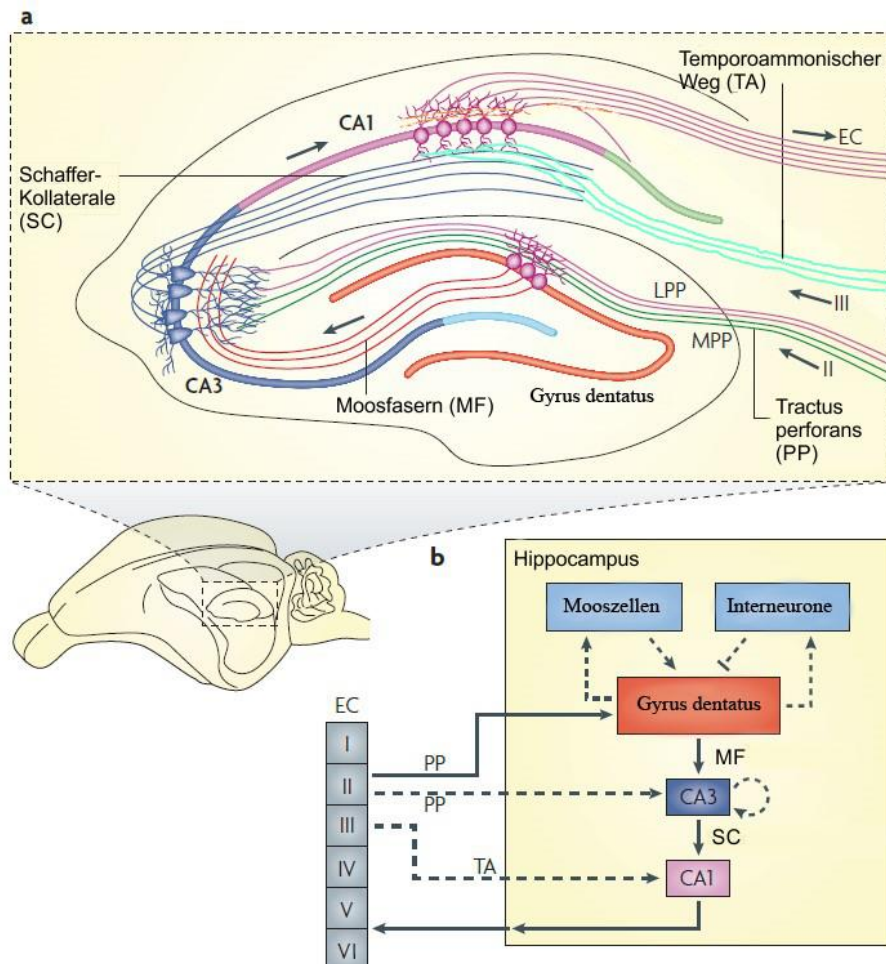 a
Temporoammonischer
Weg (TA)
CA1
EC
Schaffer-
Kollaterale
(SC)
LPP
III
MPP
II
CA3
Moosfasern (MF)
Gyrus dentatus
Tractus
perforans
(PP)
b
Hippocampus
Mooszellen
Interneurone
Gyrus dentatus
EC
I
PP
MF
II
PP
CA3
III
SC
IV
TA
CA1
V
VI